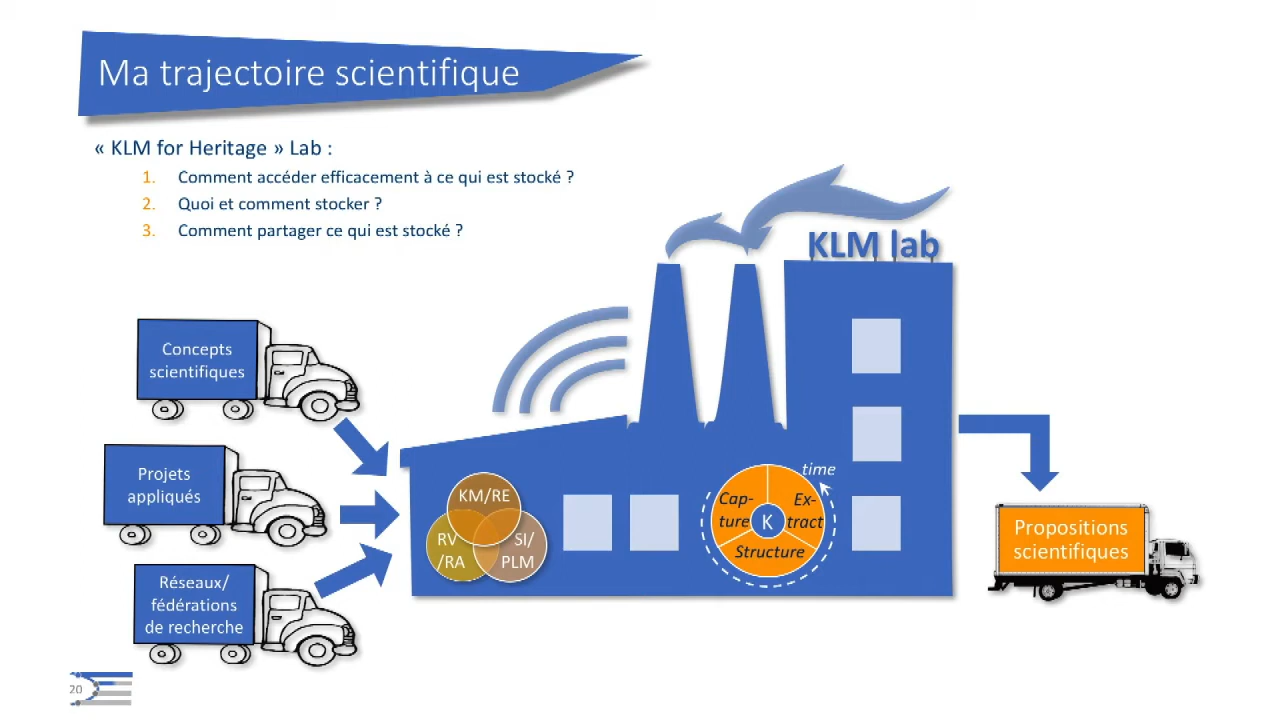 Ma trajectoire scientifique
« KLM for Heritage » Lab :
1. Comment accéder efficacement à ce qui est stocké ?
2. Quoi et comment stocker ?
3. Comment partager ce qui est stocké ?
KLM lab
Concepts
scientifiques
Projets
appliqués
Réseaux/
fédérations
de recherche
KM/RE
RV
/RA
SI/
PLM
time
Cap-
ture
Ex-
tract
K
Structure
Propositions
scientifiques
20